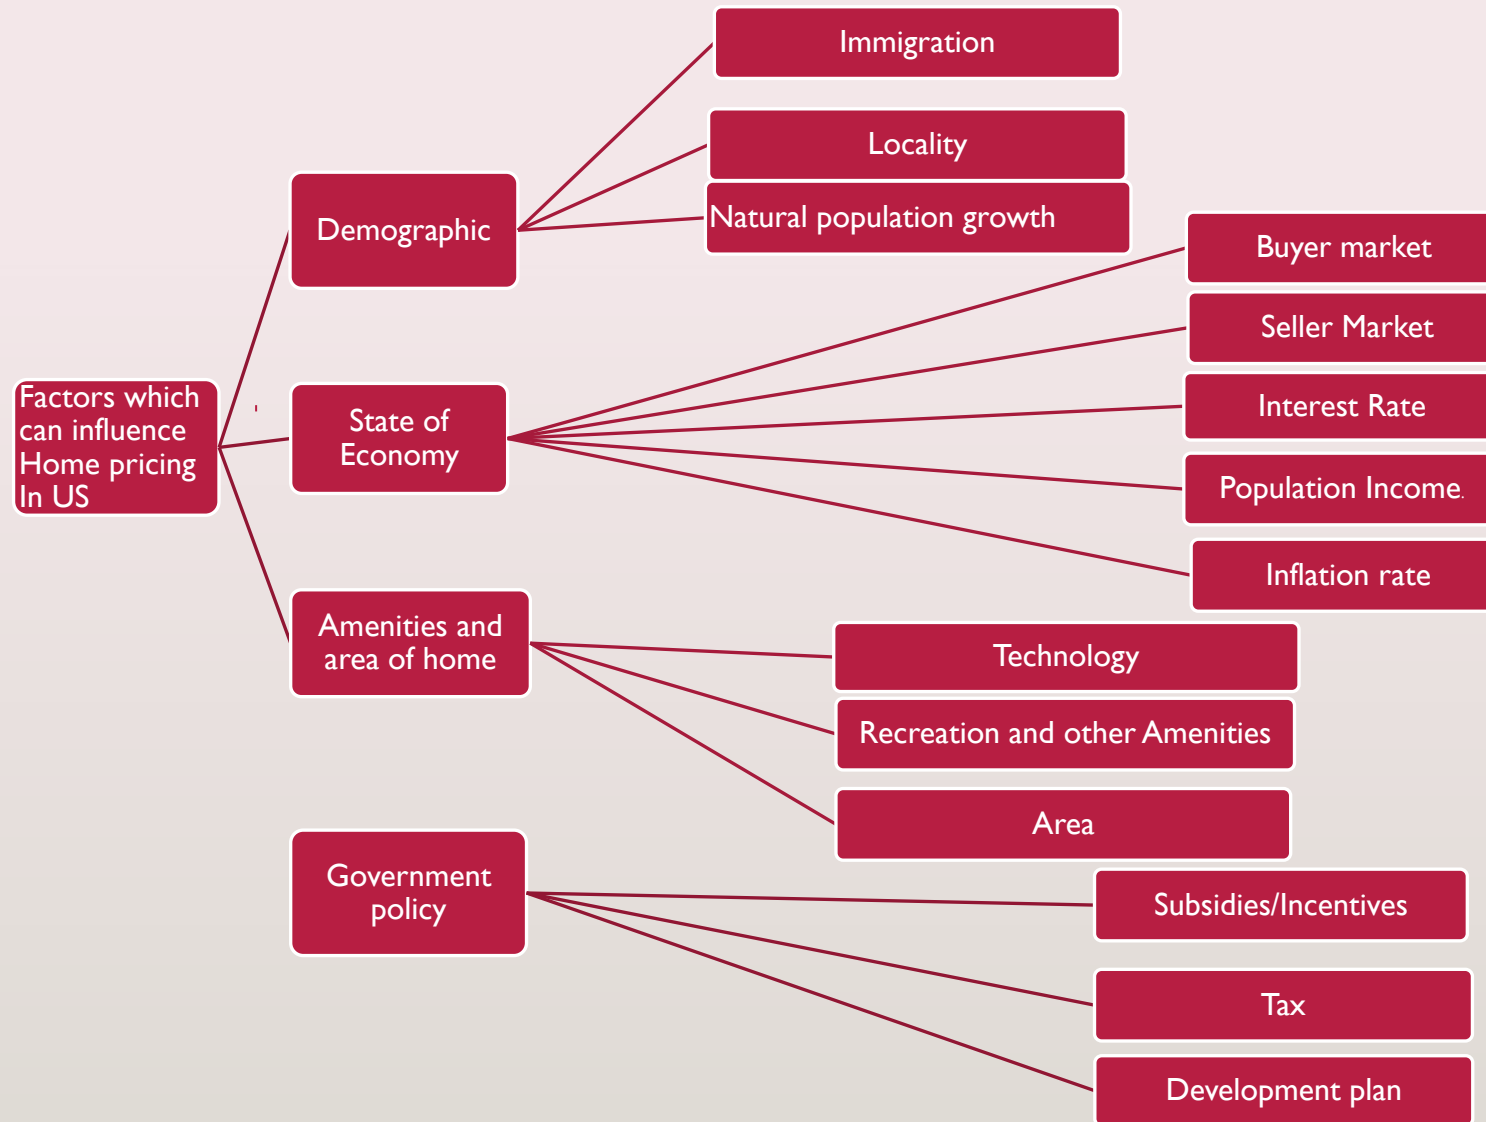 Factors which
can influence
Home pricing
In US
Demographic
Immigration
Locality
Natural population growth
State of
Economy
Buyer market
Seller Market
Interest Rate
Population Income.
Inflation rate
Amenities and
area of home
Technology
Recreation and other Amenities
Area
Government
policy
Subsidies/Incentives
Tax
Development plan